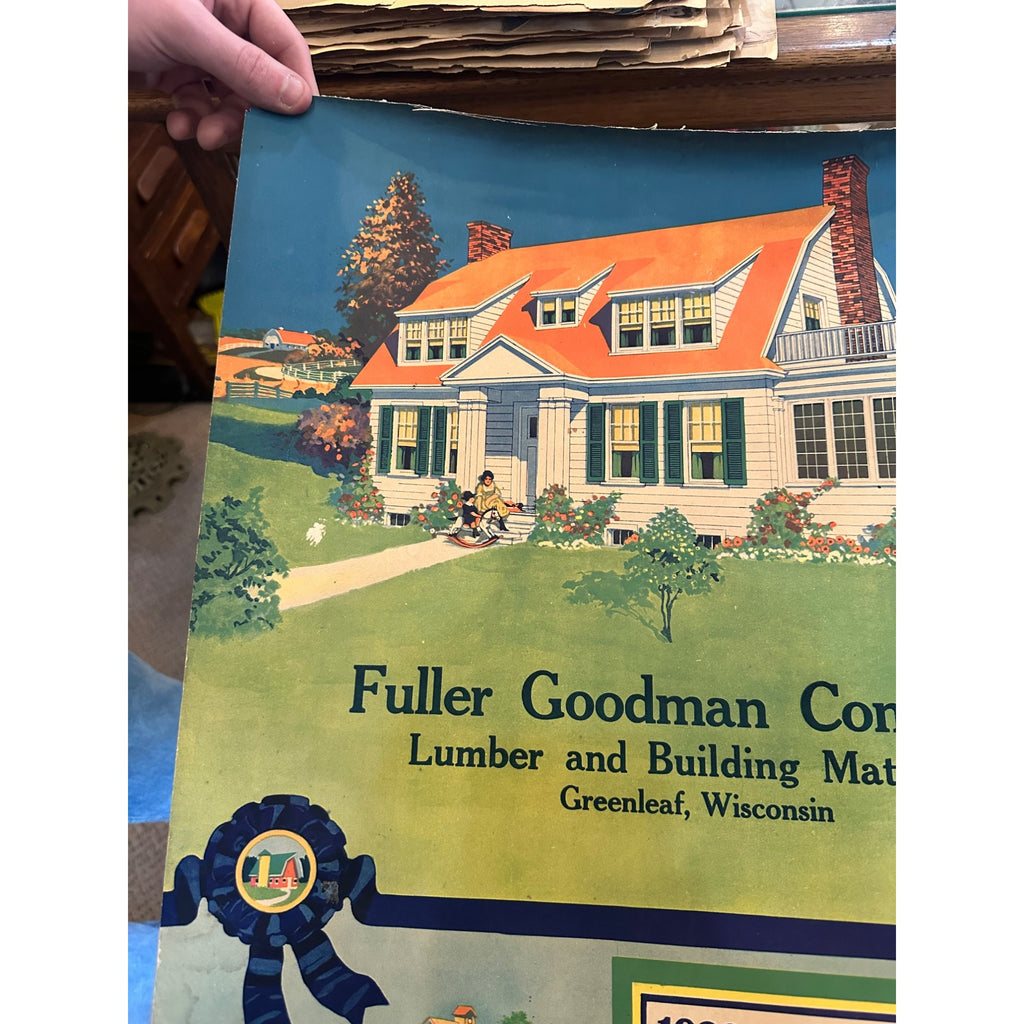 Fuller Goodman Con
Lumber and Building Mat
Greenleaf, Wisconsin